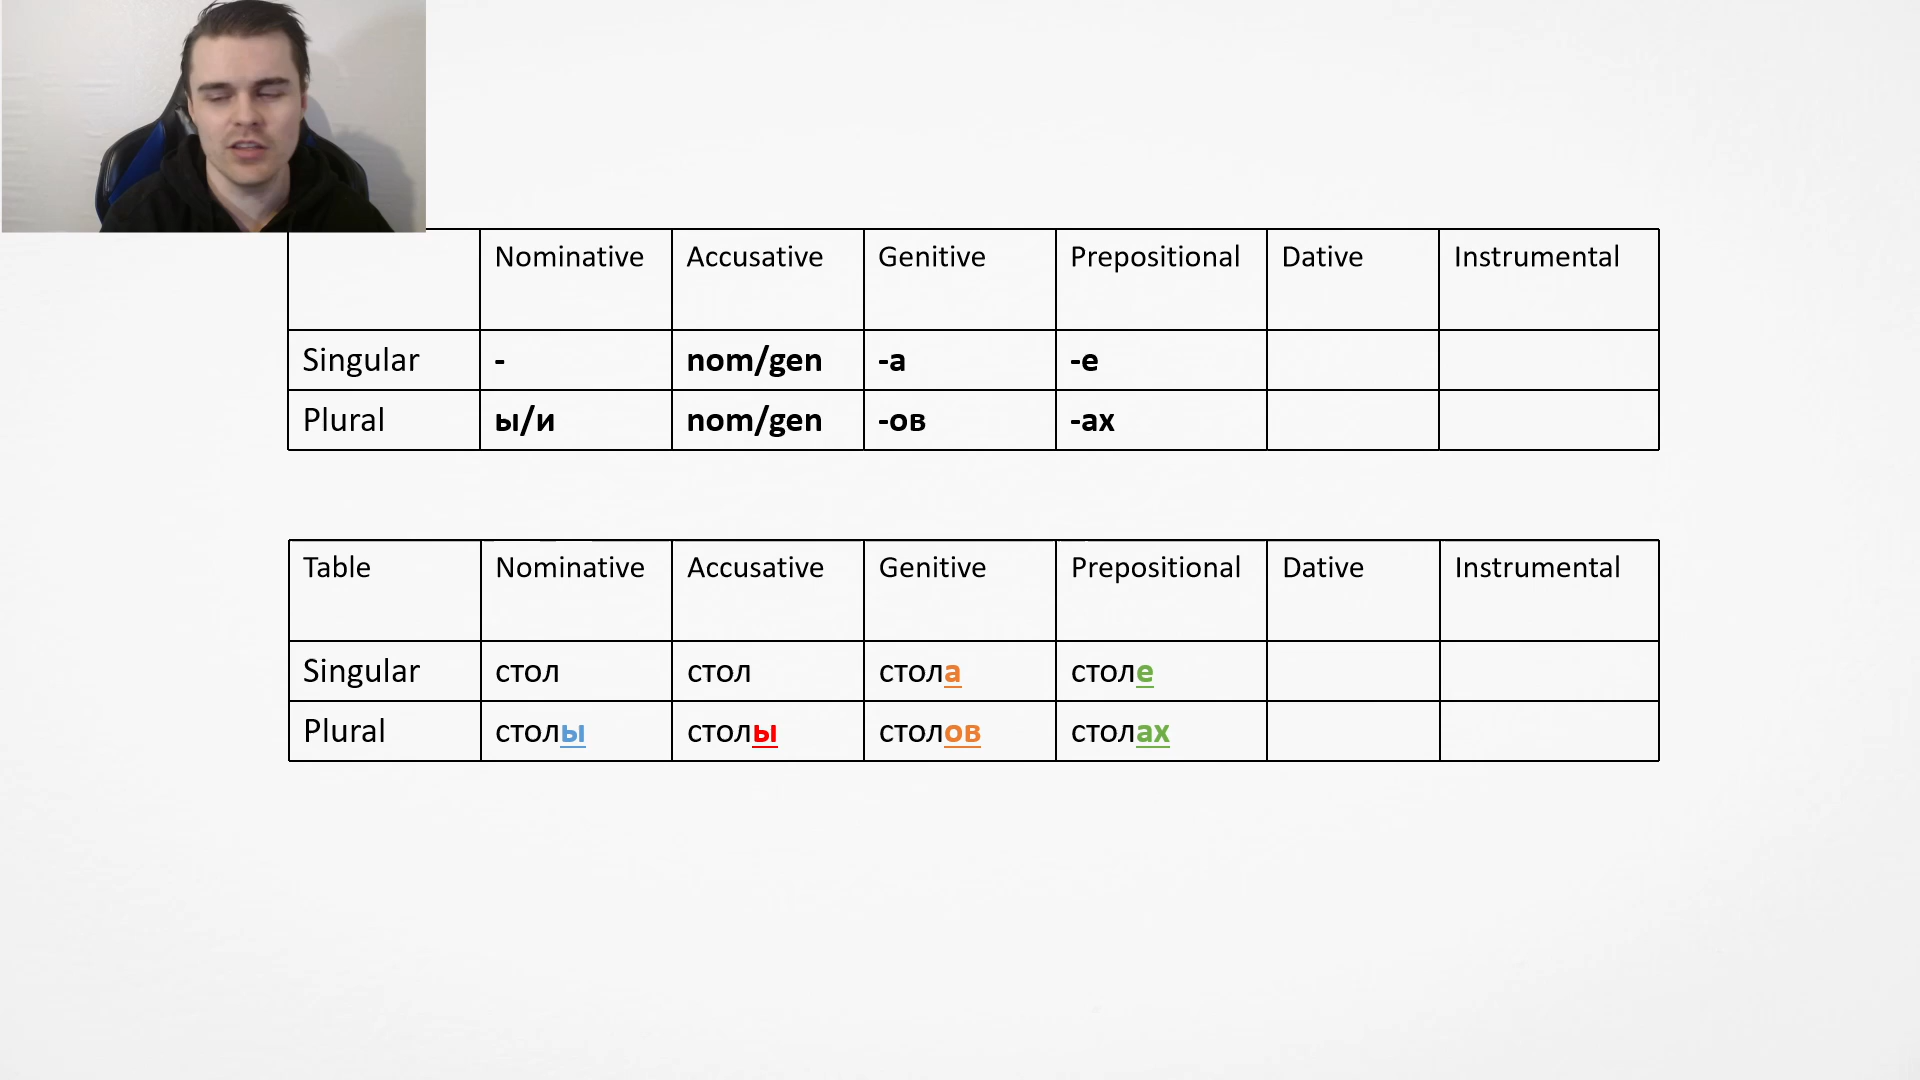 Nominative Accusative Genitive Prepositional Dative Instrumental
Singular - nom/gen -а -е
Plural ы/и nom/gen -ов -ах
Table Nominative Accusative Genitive Prepositional Dative Instrumental
Singular стол стол стола столе
Plural столы столы столов столах